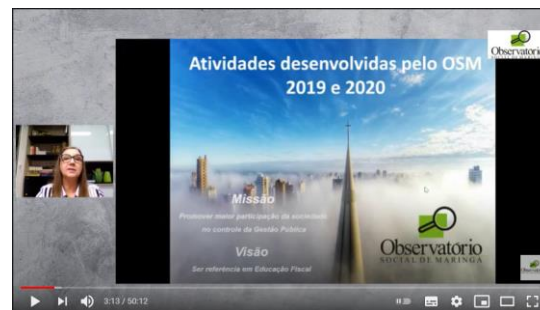 Atividades desenvolvidas pelo OSM
2019 e 2020
Observatóri
Missão
Promover maior participação da sociedade
no controle da Gestão Pública
Visão
Ser referência em Educação Fiscal
Observatório
SOCIAL DE MARINGÁ
3:13 / 50:12